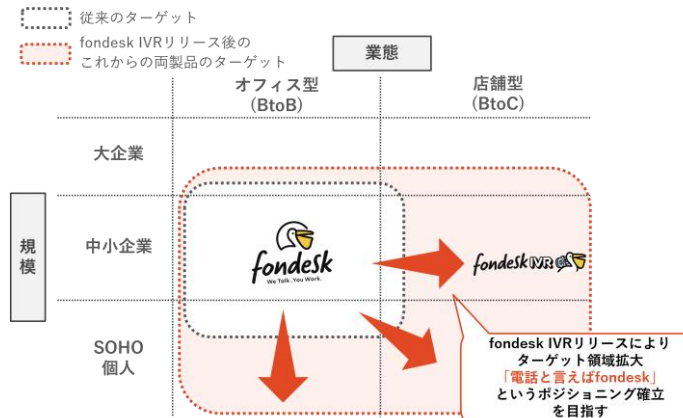 従来のターゲット
fondesk IVRリリース後の
これからの両製品のターゲット
業態
オフィス型
(BtoB)
店舗型
(BtoC)
大企業
規模
中小企業
fondesk
We Talk. You Work.
fondesk IVR
SOHO
個人
fondesk IVRリリースにより
ターゲット領域拡大
「電話と言えばfondesk」
というポジショニング確立
を目指す